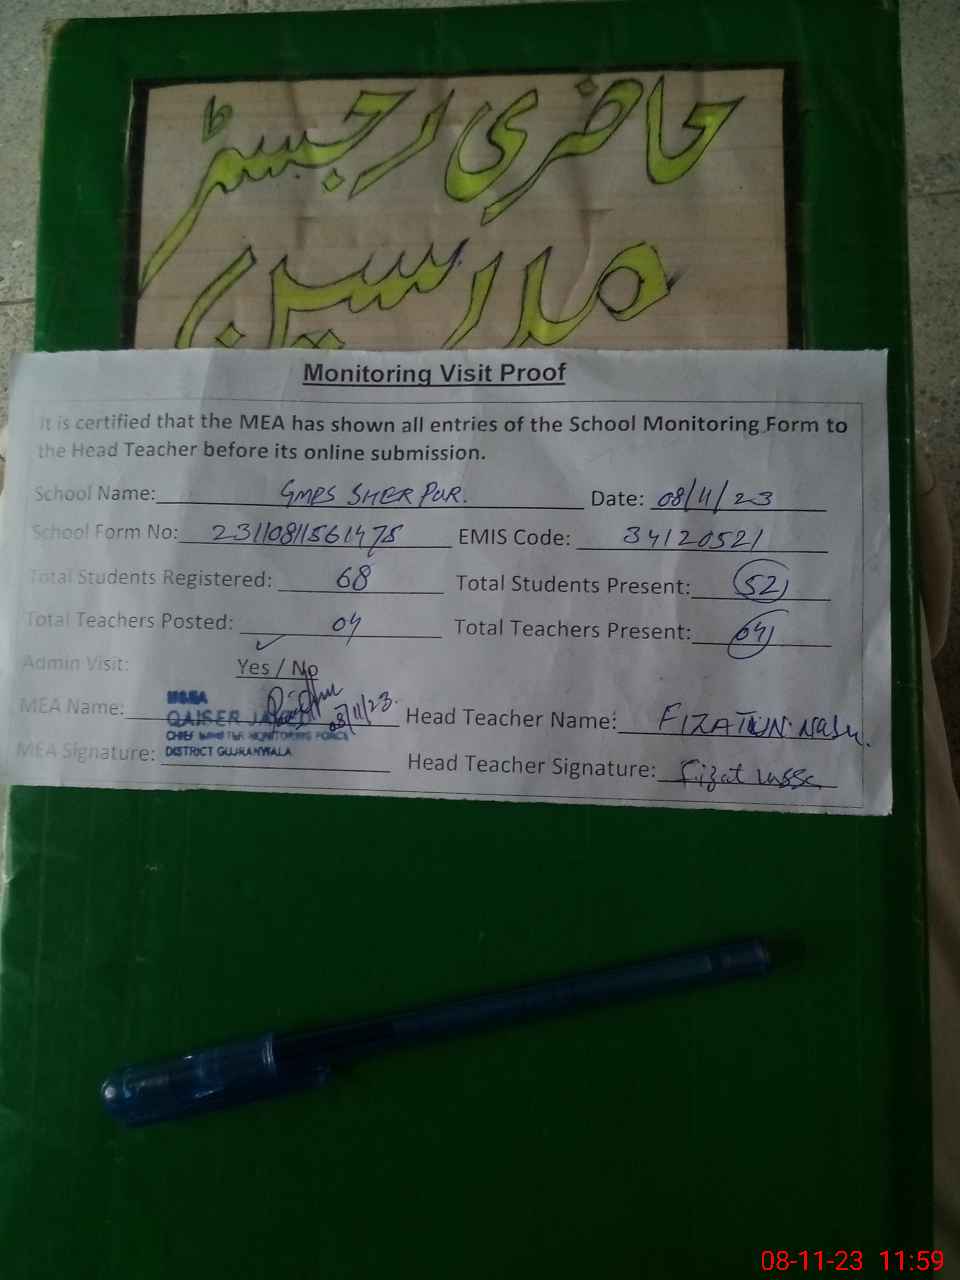 حاضری رجسٹر
مدرسین
Monitoring Visit Proof
It is certified that the MEA has shown all entries of the School Monitoring Form to
the Head Teacher before its online submission.
School Name: GMPS SHER PUR. Date: 08/11/23
School Form No: 23110811561475 EMIS Code: 34120521
Total Students Registered: 68 Total Students Present: 52
Total Teachers Posted: 04 Total Teachers Present: 04
Admin Visit: Yes / No
MEA Name: M&EA
QAISER 08/11/23. Head Teacher Name: FIZATUN
CHIEF MINISTER MONITORING FORCE
MEA Signature: DISTRICT GUJRANWALA Head Teacher Signature: Fizat
08-11-23 11:59